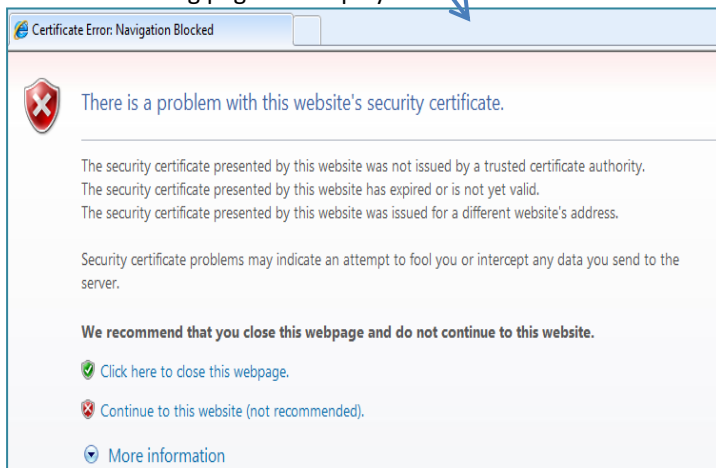 Certificate Error: Navigation Blocked
There is a problem with this website's security certificate.
The security certificate presented by this website was not issued by a trusted certificate authority.
The security certificate presented by this website has expired or is not yet valid.
The security certificate presented by this website was issued for a different website's address.
Security certificate problems may indicate an attempt to fool you or intercept any data you send to the
server.
We recommend that you close this webpage and do not continue to this website.
Click here to close this webpage.
Continue to this website (not recommended).
More information